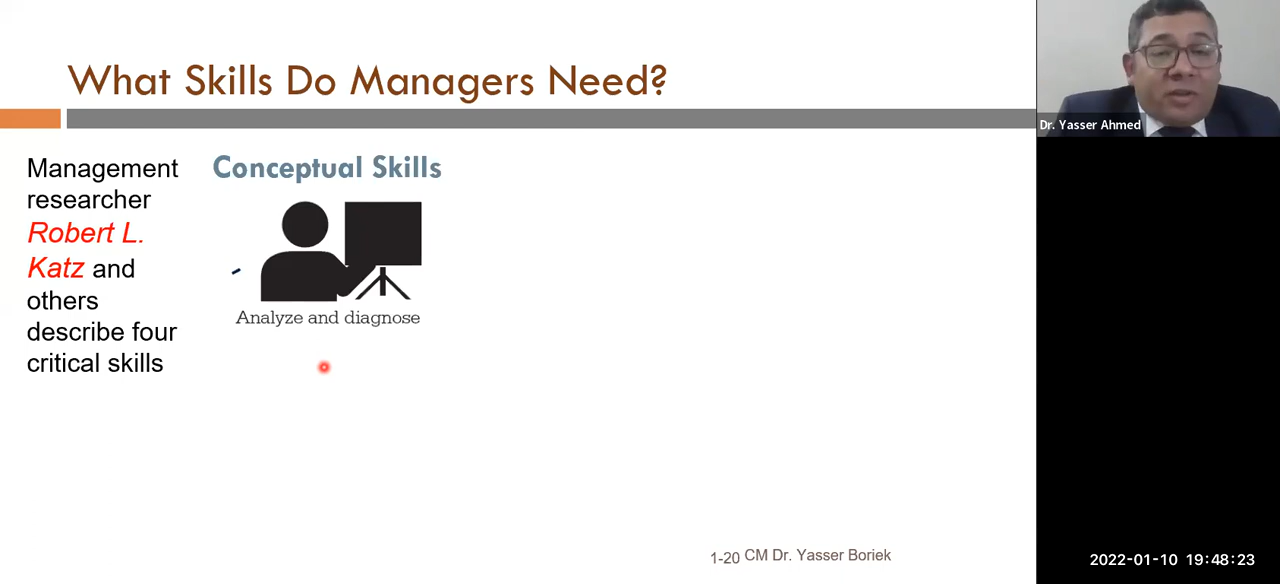 What Skills Do Managers Need?
Management
researcher
Robert L.
Katz and
others
describe four
critical skills
Conceptual Skills
Analyze and diagnose
1-20 CM Dr. Yasser Boriek
Dr. Yasser Ahmed
2022-01-10 19:48:23